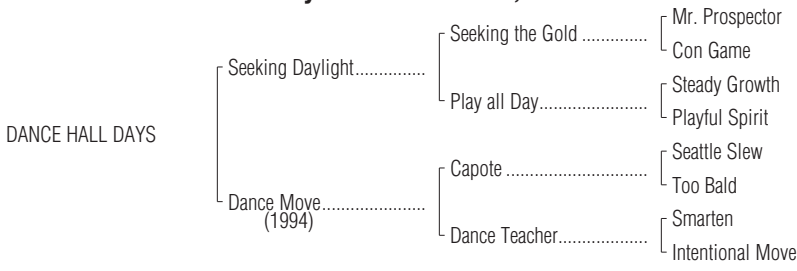 Mr. Prospector
Seeking the Gold ..............
Con Game
Seeking Daylight...............
Steady Growth
Play all Day.......................
Playful Spirit
DANCE HALL DAYS
Seattle Slew
Capote ..............................
Too Bald
Dance Move......................
(1994)
Smarten
Dance Teacher...................
Intentional Move